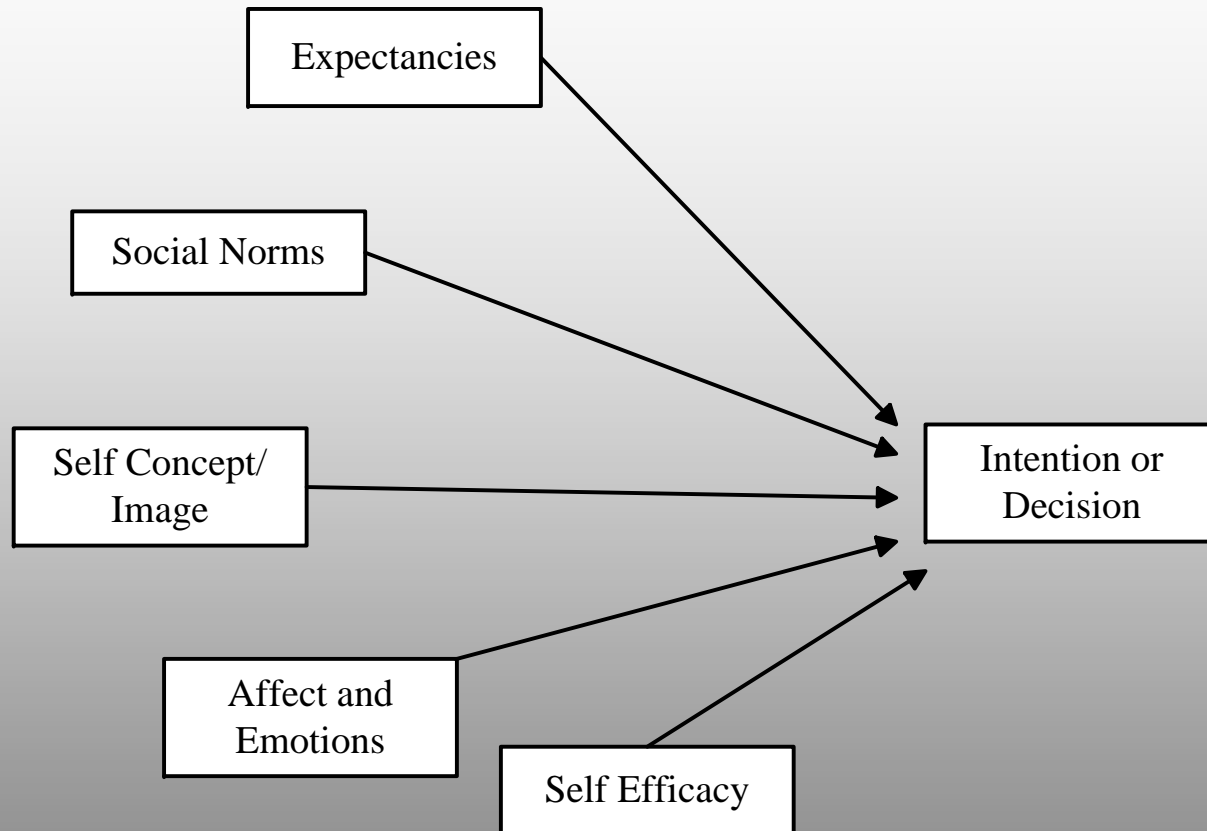 Expectancies
Social Norms
Self Concept/
Image
Intention or
Decision
Affect and
Emotions
Self Efficacy